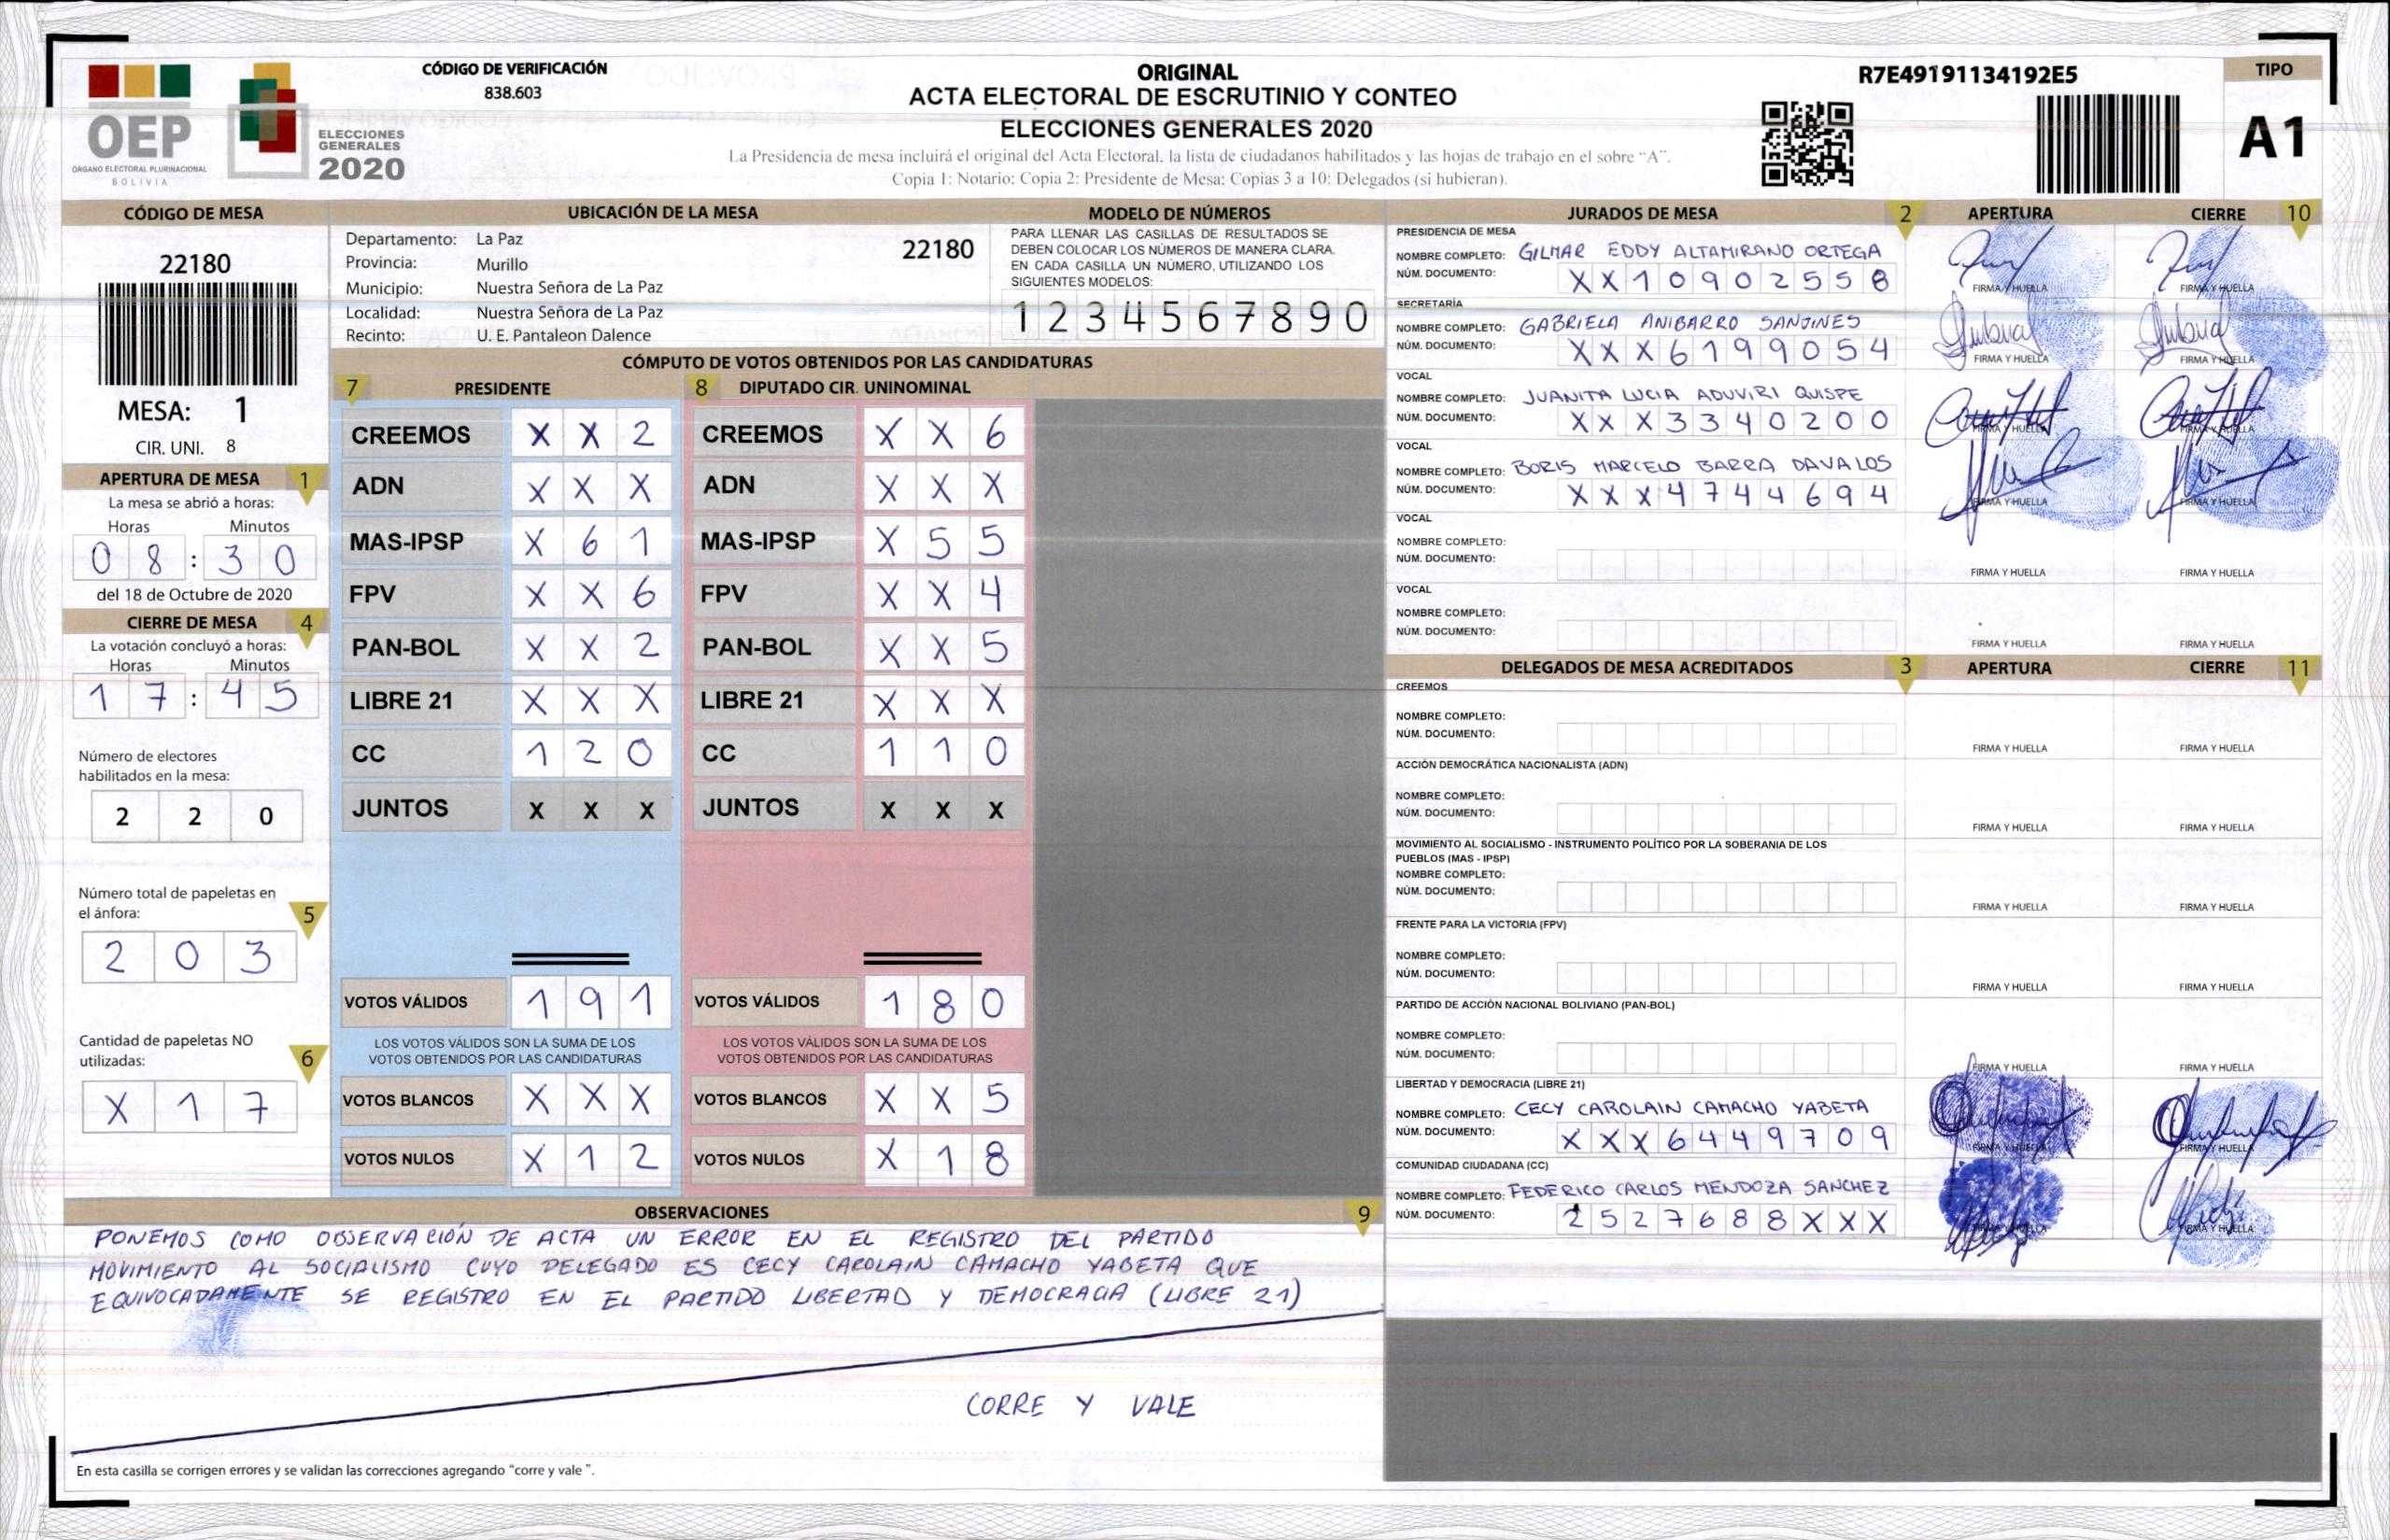 CÓDIGO DE VERIFICACIÓN
838.603
ORIGINAL
ACTA ELECTORAL DE ESCRUTINIO Y CONTEO
ELECCIONES GENERALES 2020
La Presidencia de mesa incluirá el original del Acta Electoral, la lista de ciudadanos habilitados y las hojas de trabajo en el sobre "A".
Copia 1: Notario: Copia 2: Presidente de Mesa: Copias 3 a 10: Delegados (si hubieran).
R7E49191134192E5
TIPO
A1
OEP
ÓRGANO ELECTORAL PLURINACIONAL
BOLIVIA
ELECCIONES
GENERALES
2020
CÓDIGO DE MESA
22180
MESA: 1
CIR. UNI. 8
APERTURA DE MESA 1
La mesa se abrió a horas:
Horas Minutos
0 8 : 3 0
del 18 de Octubre de 2020
CIERRE DE MESA 4
La votación concluyó a horas:
Horas Minutos
1 7 : 4 5
Número de electores
habilitados en la mesa:
2 2 0
Número total de papeletas en
el ánfora: 5
2 0 3
Cantidad de papeletas NO
utilizadas: 6
X 1 7
UBICACIÓN DE LA MESA
Departamento: La Paz 22180
Provincia: Murillo
Municipio: Nuestra Señora de La Paz
Localidad: Nuestra Señora de La Paz
Recinto: U. E. Pantaleon Dalence
MODELO DE NÚMEROS
PARA LLENAR LAS CASILLAS DE RESULTADOS SE
DEBEN COLOCAR LOS NÚMEROS DE MANERA CLARA.
EN CADA CASILLA UN NÚMERO, UTILIZANDO LOS
SIGUIENTES MODELOS:
1 2 3 4 5 6 7 8 9 0
CÓMPUTO DE VOTOS OBTENIDOS POR LAS CANDIDATURAS
7 PRESIDENTE 8 DIPUTADO CIR. UNINOMINAL
CREEMOS X X 2 CREEMOS X X 6
ADN X X X ADN X X X
MAS-IPSP X 6 1 MAS-IPSP X 5 5
FPV X X 6 FPV X X 4
PAN-BOL X X 2 PAN-BOL X X 5
LIBRE 21 X X X LIBRE 21 X X X
CC 1 2 0 CC 1 1 0
JUNTOS X X X JUNTOS X X X
VOTOS VÁLIDOS 1 9 1 VOTOS VÁLIDOS 1 8 0
LOS VOTOS VÁLIDOS SON LA SUMA DE LOS LOS VOTOS VÁLIDOS SON LA SUMA DE LOS
VOTOS OBTENIDOS POR LAS CANDIDATURAS VOTOS OBTENIDOS POR LAS CANDIDATURAS
VOTOS BLANCOS X X X VOTOS BLANCOS X X 5
VOTOS NULOS X 1 2 VOTOS NULOS X 1 8
JURADOS DE MESA 2 APERTURA CIERRE 10
PRESIDENCIA DE MESA
NOMBRE COMPLETO: GILMAR EDDY ALTAMIRANO ORTEGA
NÚM. DOCUMENTO: X X 1 0 9 0 2 5 5 8 FIRMA Y HUELLA FIRMA Y HUELLA
SECRETARÍA
NOMBRE COMPLETO: GABRIELA ANIBARRO SANJINES
NÚM. DOCUMENTO: X X X 6 1 9 9 0 5 4 FIRMA Y HUELLA FIRMA Y HUELLA
VOCAL
NOMBRE COMPLETO: JUANITA LUCIA ADUVIRI QUISPE
NÚM. DOCUMENTO: X X X 3 3 4 0 2 0 0 FIRMA Y HUELLA FIRMA Y HUELLA
VOCAL
NOMBRE COMPLETO: BORIS MARCELO BARRA DAVALOS
NÚM. DOCUMENTO: X X X 4 7 4 4 6 9 4 FIRMA Y HUELLA FIRMA Y HUELLA
VOCAL
NOMBRE COMPLETO:
NÚM. DOCUMENTO: FIRMA Y HUELLA FIRMA Y HUELLA
VOCAL
NOMBRE COMPLETO:
NÚM. DOCUMENTO: FIRMA Y HUELLA FIRMA Y HUELLA
DELEGADOS DE MESA ACREDITADOS 3 APERTURA CIERRE 11
CREEMOS
NOMBRE COMPLETO:
NÚM. DOCUMENTO: FIRMA Y HUELLA FIRMA Y HUELLA
ACCIÓN DEMOCRÁTICA NACIONALISTA (ADN)
NOMBRE COMPLETO:
NÚM. DOCUMENTO: FIRMA Y HUELLA FIRMA Y HUELLA
MOVIMIENTO AL SOCIALISMO - INSTRUMENTO POLÍTICO POR LA SOBERANIA DE LOS
PUEBLOS (MAS - IPSP)
NOMBRE COMPLETO:
NÚM. DOCUMENTO: FIRMA Y HUELLA FIRMA Y HUELLA
FRENTE PARA LA VICTORIA (FPV)
NOMBRE COMPLETO:
NÚM. DOCUMENTO: FIRMA Y HUELLA FIRMA Y HUELLA
PARTIDO DE ACCIÓN NACIONAL BOLIVIANO (PAN-BOL)
NOMBRE COMPLETO:
NÚM. DOCUMENTO: FIRMA Y HUELLA FIRMA Y HUELLA
LIBERTAD Y DEMOCRACIA (LIBRE 21)
NOMBRE COMPLETO: CECY CAROLAIN CAMACHO YABETA
NÚM. DOCUMENTO: X X X 6 4 4 9 7 0 9 FIRMA Y HUELLA FIRMA Y HUELLA
COMUNIDAD CIUDADANA (CC)
NOMBRE COMPLETO: FEDERICO CARLOS MENDOZA SANCHEZ
NÚM. DOCUMENTO: 2 5 2 7 6 8 8 X X X FIRMA Y HUELLA FIRMA Y HUELLA
OBSERVACIONES 9
PONEMOS COMO OBSERVACIÓN DE ACTA UN ERROR EN EL REGISTRO DEL PARTIDO
MOVIMIENTO AL SOCIALISMO CUYO DELEGADO ES CECY CAROLAIN CAMACHO YABETA QUE
EQUIVOCADAMENTE SE REGISTRO EN EL PARTIDO LIBERTAD Y DEMOCRACIA (LIBRE 21)
CORRE Y VALE
En esta casilla se corrigen errores y se validan las correcciones agregando "corre y vale ".